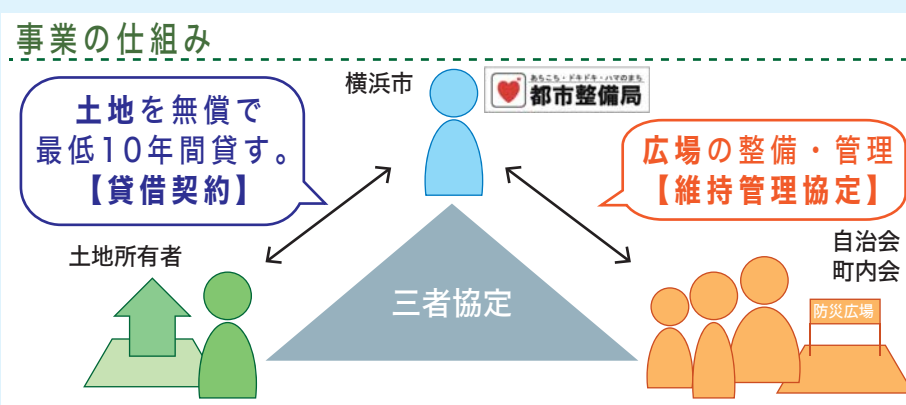 事業の仕組み
横浜市
あちこち・ドキドキ・ハマのまち
都市整備局
土地を無償で
最低10年間貸す。
【貸借契約】
広場の整備・管理
【維持管理協定】
土地所有者
自治会
町内会
三者協定
防災広場